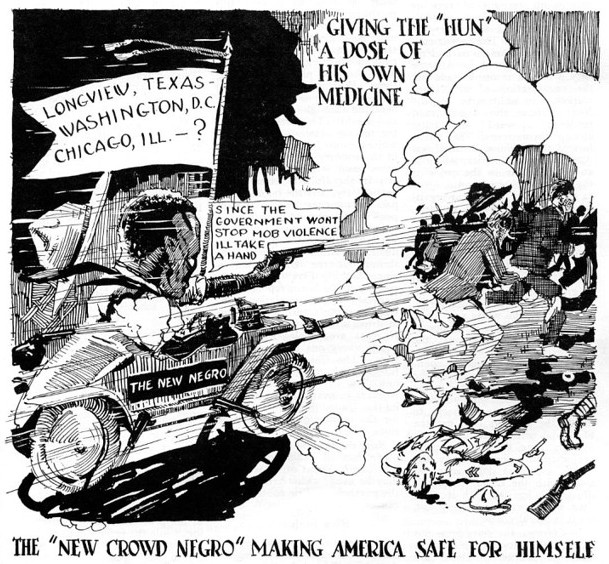 GIVING THE "HUN"
A DOSE OF
HIS OWN
MEDICINE
LONGVIEW, TEXAS-
WASHINGTON, D.C.
CHICAGO, ILL. — ?
SINCE THE
GOVERNMENT WONT
STOP MOB VIOLENCE
ILL TAKE
A HAND
THE NEW NEGRO
THE "NEW CROWD NEGRO" MAKING AMERICA SAFE FOR HIMSELF